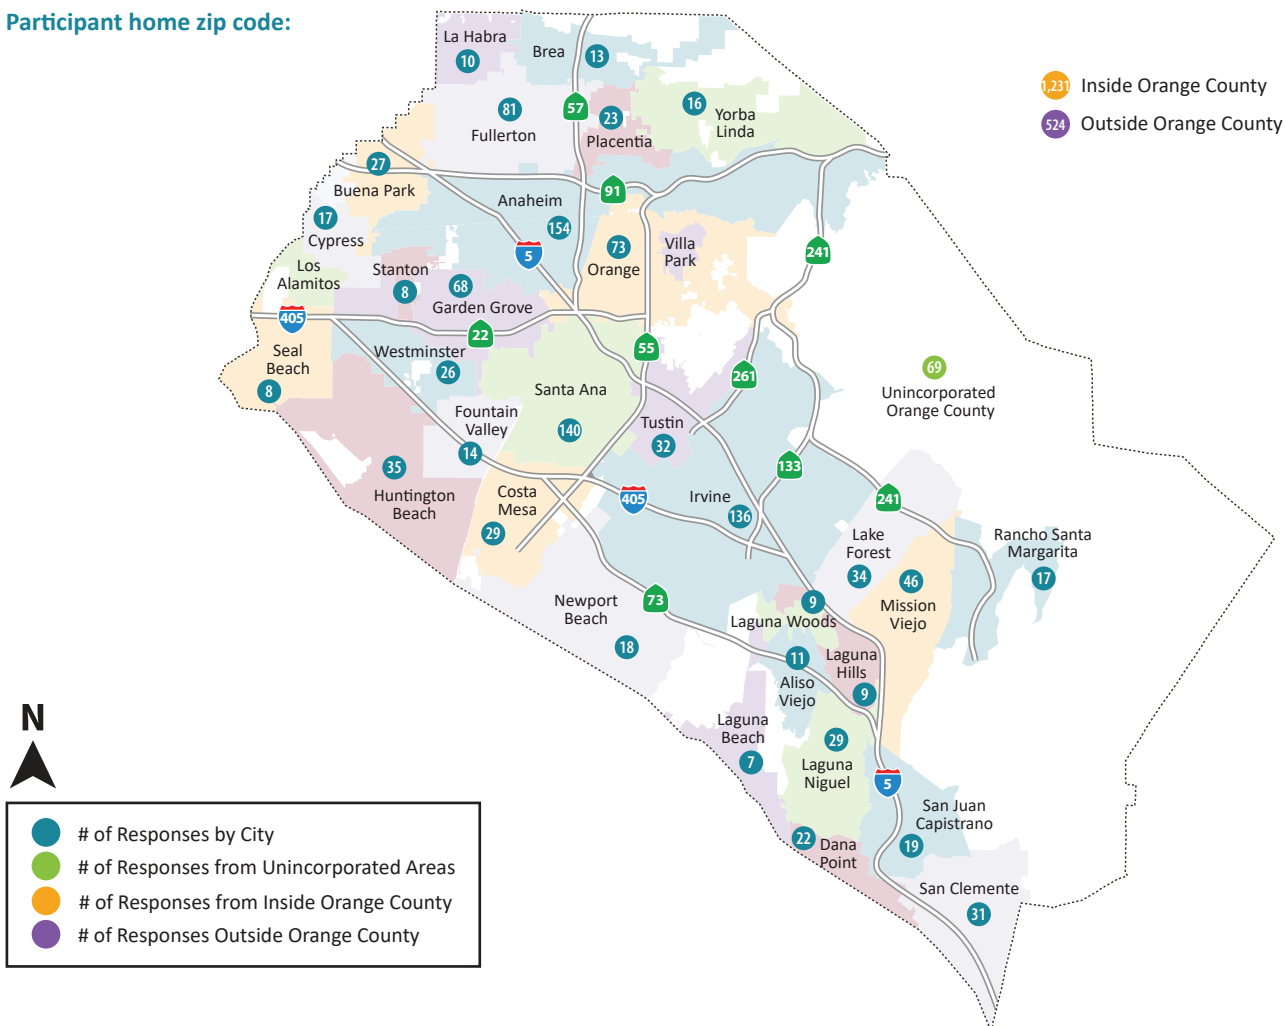 Participant home zip code:
La Habra
10
Brea
13
1,231 Inside Orange County
524 Outside Orange County
81
Fullerton
57
23
Placentia
16
Yorba
Linda
27
Buena Park
91
17
Cypress
Anaheim
154
5
73
Orange
Villa
Park
241
Los
Alamitos
Stanton
8
68
Garden Grove
405
22
55
Seal
Beach
8
Westminster
26
261
69
Unincorporated
Orange County
Santa Ana
140
Fountain
Valley
14
Tustin
32
35
Huntington
Beach
133
Costa
Mesa
29
405
Irvine
136
241
Lake
Forest
34
46
Mission
Viejo
Rancho Santa
Margarita
17
Newport
Beach
18
73
9
Laguna Woods
11
Aliso
Viejo
Laguna
Hills
9
Laguna
Beach
7
29
Laguna
Niguel
5
San Juan
Capistrano
19
22
Dana
Point
San Clemente
31
N
# of Responses by City
# of Responses from Unincorporated Areas
# of Responses from Inside Orange County
# of Responses Outside Orange County